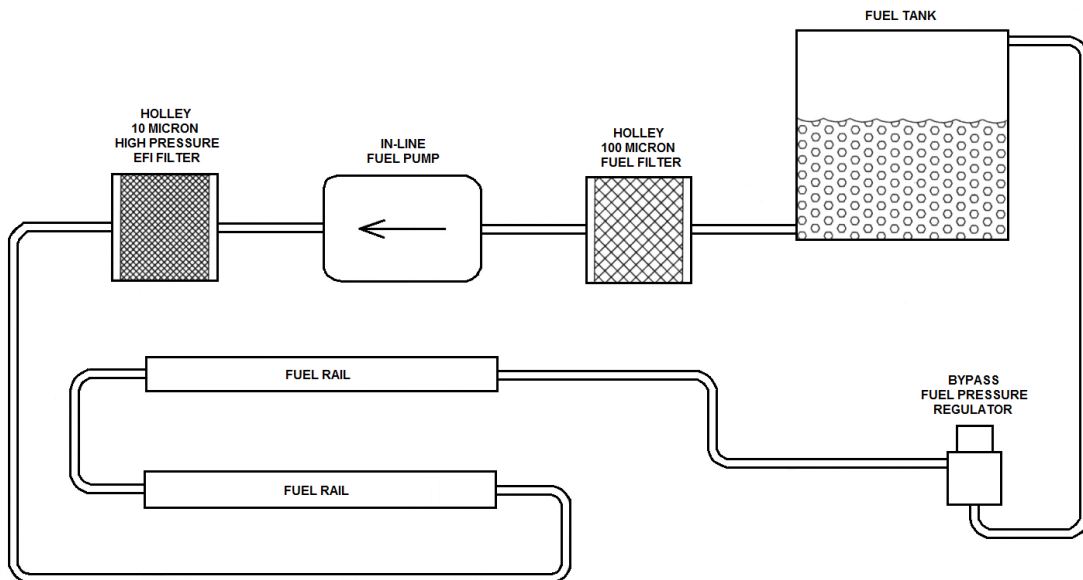 FUEL TANK
HOLLEY
10 MICRON
HIGH PRESSURE
EFI FILTER
IN-LINE
FUEL PUMP
HOLLEY
100 MICRON
FUEL FILTER
FUEL RAIL
BYPASS
FUEL PRESSURE
REGULATOR
FUEL RAIL